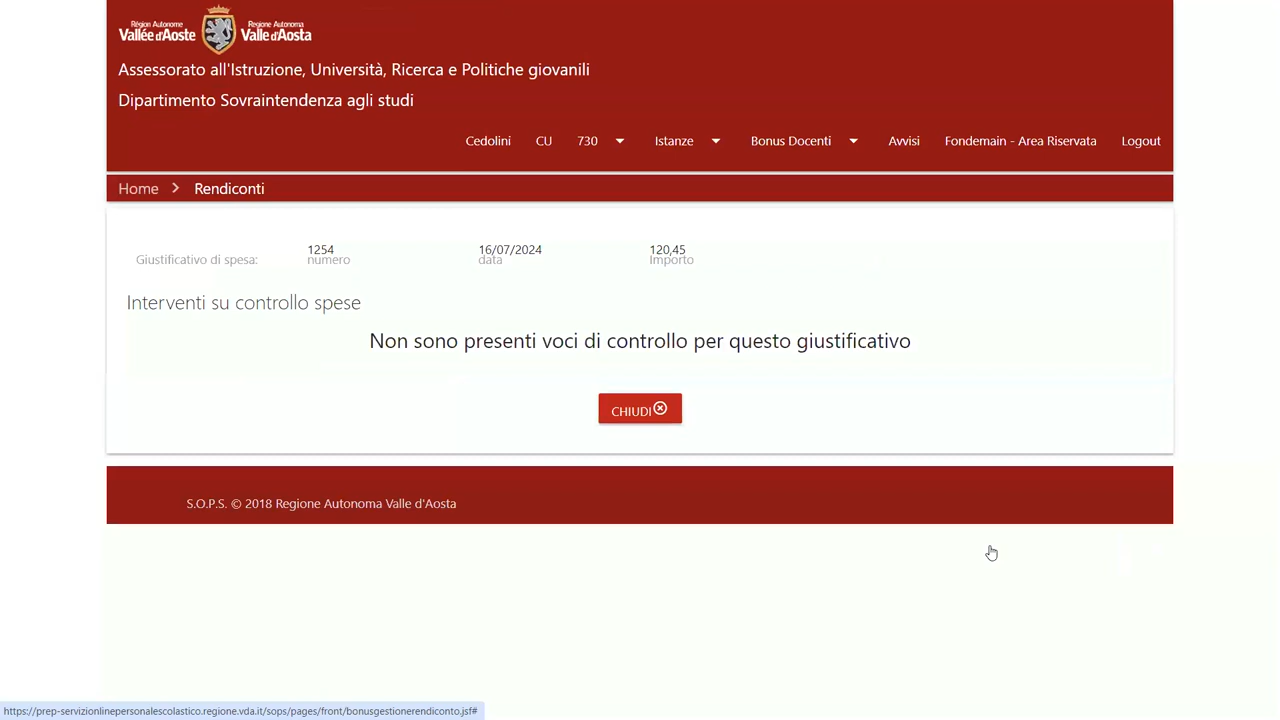 Région Autonome
Vallée d'Aoste
Regione Autonoma
Valle d'Aosta
Assessorato all'Istruzione, Università, Ricerca e Politiche giovanili
Dipartimento Sovraintendenza agli studi
Cedolini CU 730 Istanze Bonus Docenti Avvisi Fondemain - Area Riservata Logout
Home Rendiconti
1254 16/07/2024 120,45
Giustificativo di spesa: numero data Importo
Interventi su controllo spese
Non sono presenti voci di controllo per questo giustificativo
CHIUDI
S.O.P.S. © 2018 Regione Autonoma Valle d'Aosta
https://prep-servizionlinepersonalescolastico.regione.vda.it/sops/pages/front/bonusgestionerendiconto.jsf#